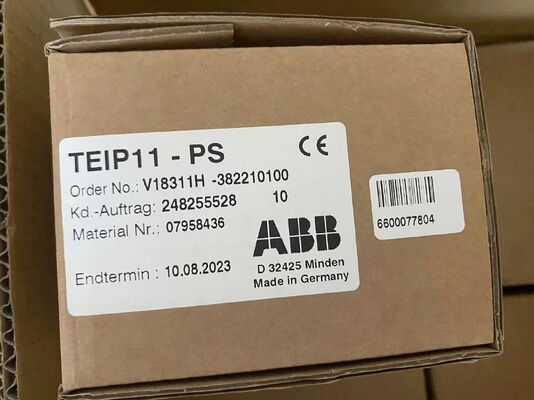 TEIP11 - PS CE
Order No.: V18311H -382210100
Kd.-Auftrag: 248255528 10
Material Nr.: 07958436
ABB
Endtermin : 10.08.2023
D 32425 Minden
Made in Germany
6600077804